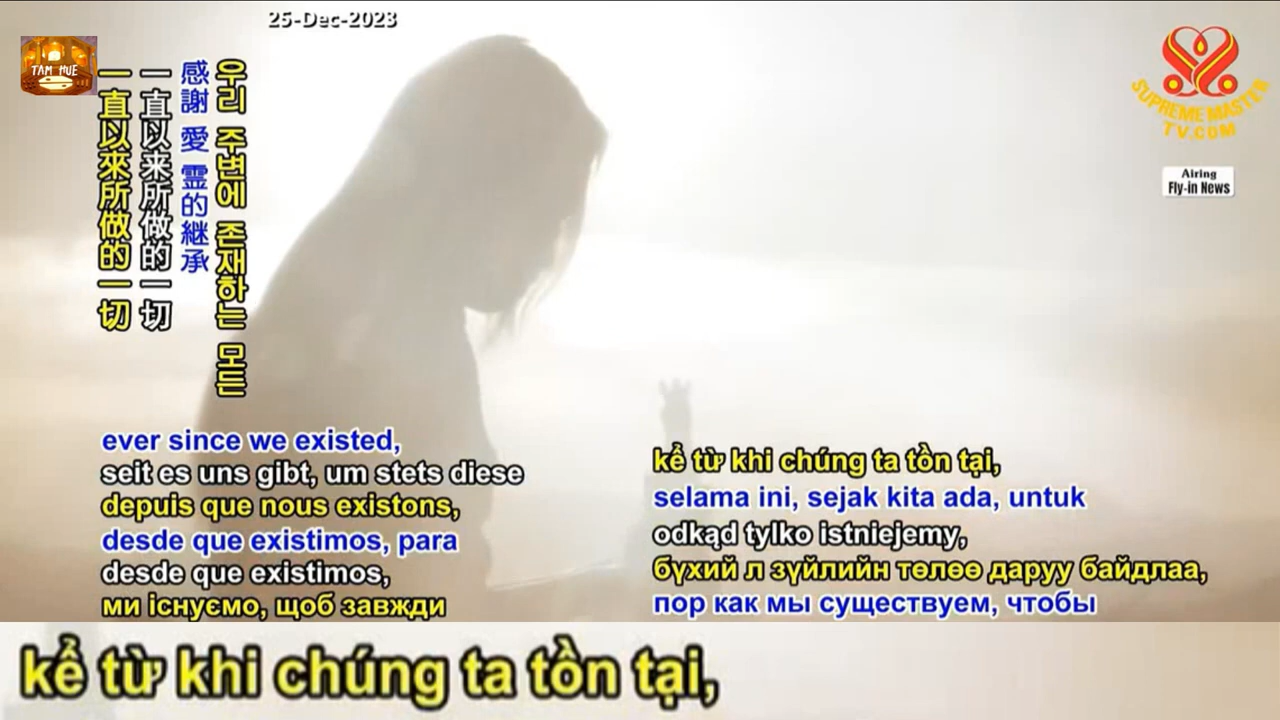 25-Dec-2023
TAM HUE
SUPREME MASTER
TV.COM
Airing
Fly-in News
우리 주변에 존재하는 모든
感謝 愛 霊的継承
一直以来所做的一切
一直以來所做的一切
ever since we existed,
seit es uns gibt, um stets diese
depuis que nous existons,
desde que existimos, para
desde que existimos,
ми існуємо, щоб завжди
kể từ khi chúng ta tồn tại,
selama ini, sejak kita ada, untuk
odkąd tylko istniejemy,
бүхий л зүйлийн төлөө даруу байдлаа,
пор как мы существуем, чтобы
kể từ khi chúng ta tồn tại,